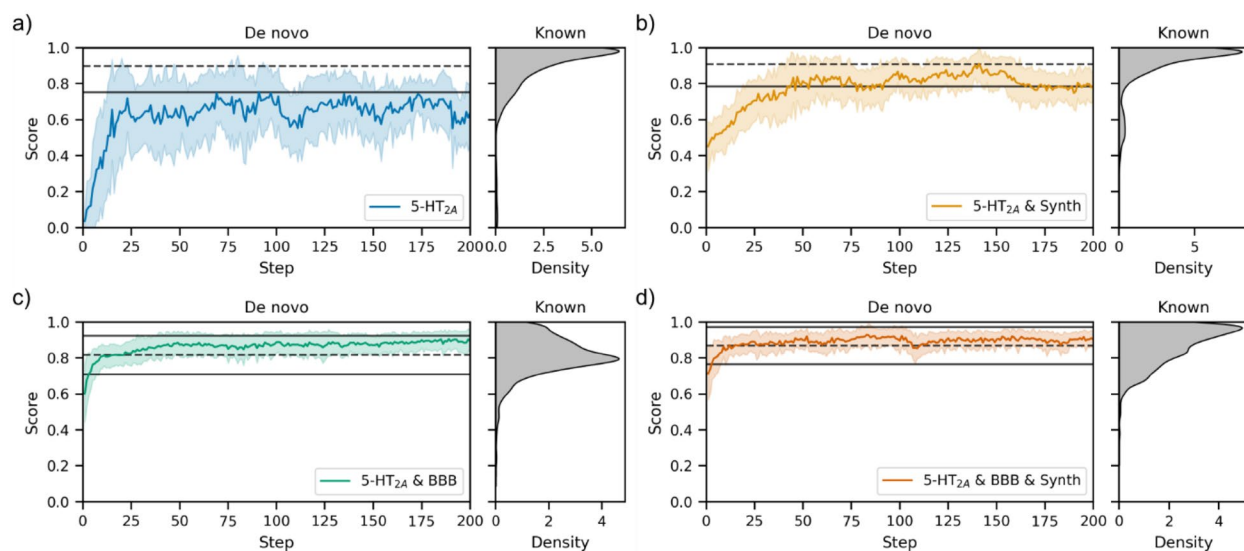 a)
De novo
Known
1.0
0.8
0.6
0.4
0.2
0.0
Score
5-HT2A
0 25 50 75 100 125 150 175 200
Step
0.0 2.5 5.0
Density
b)
De novo
Known
1.0
0.8
0.6
0.4
0.2
0.0
Score
5-HT2A & Synth
0 25 50 75 100 125 150 175 200
Step
0 5
Density
c)
De novo
Known
1.0
0.8
0.6
0.4
0.2
0.0
Score
5-HT2A & BBB
0 25 50 75 100 125 150 175 200
Step
0 2 4
Density
d)
De novo
Known
1.0
0.8
0.6
0.4
0.2
0.0
Score
5-HT2A & BBB & Synth
0 25 50 75 100 125 150 175 200
Step
0 2 4
Density